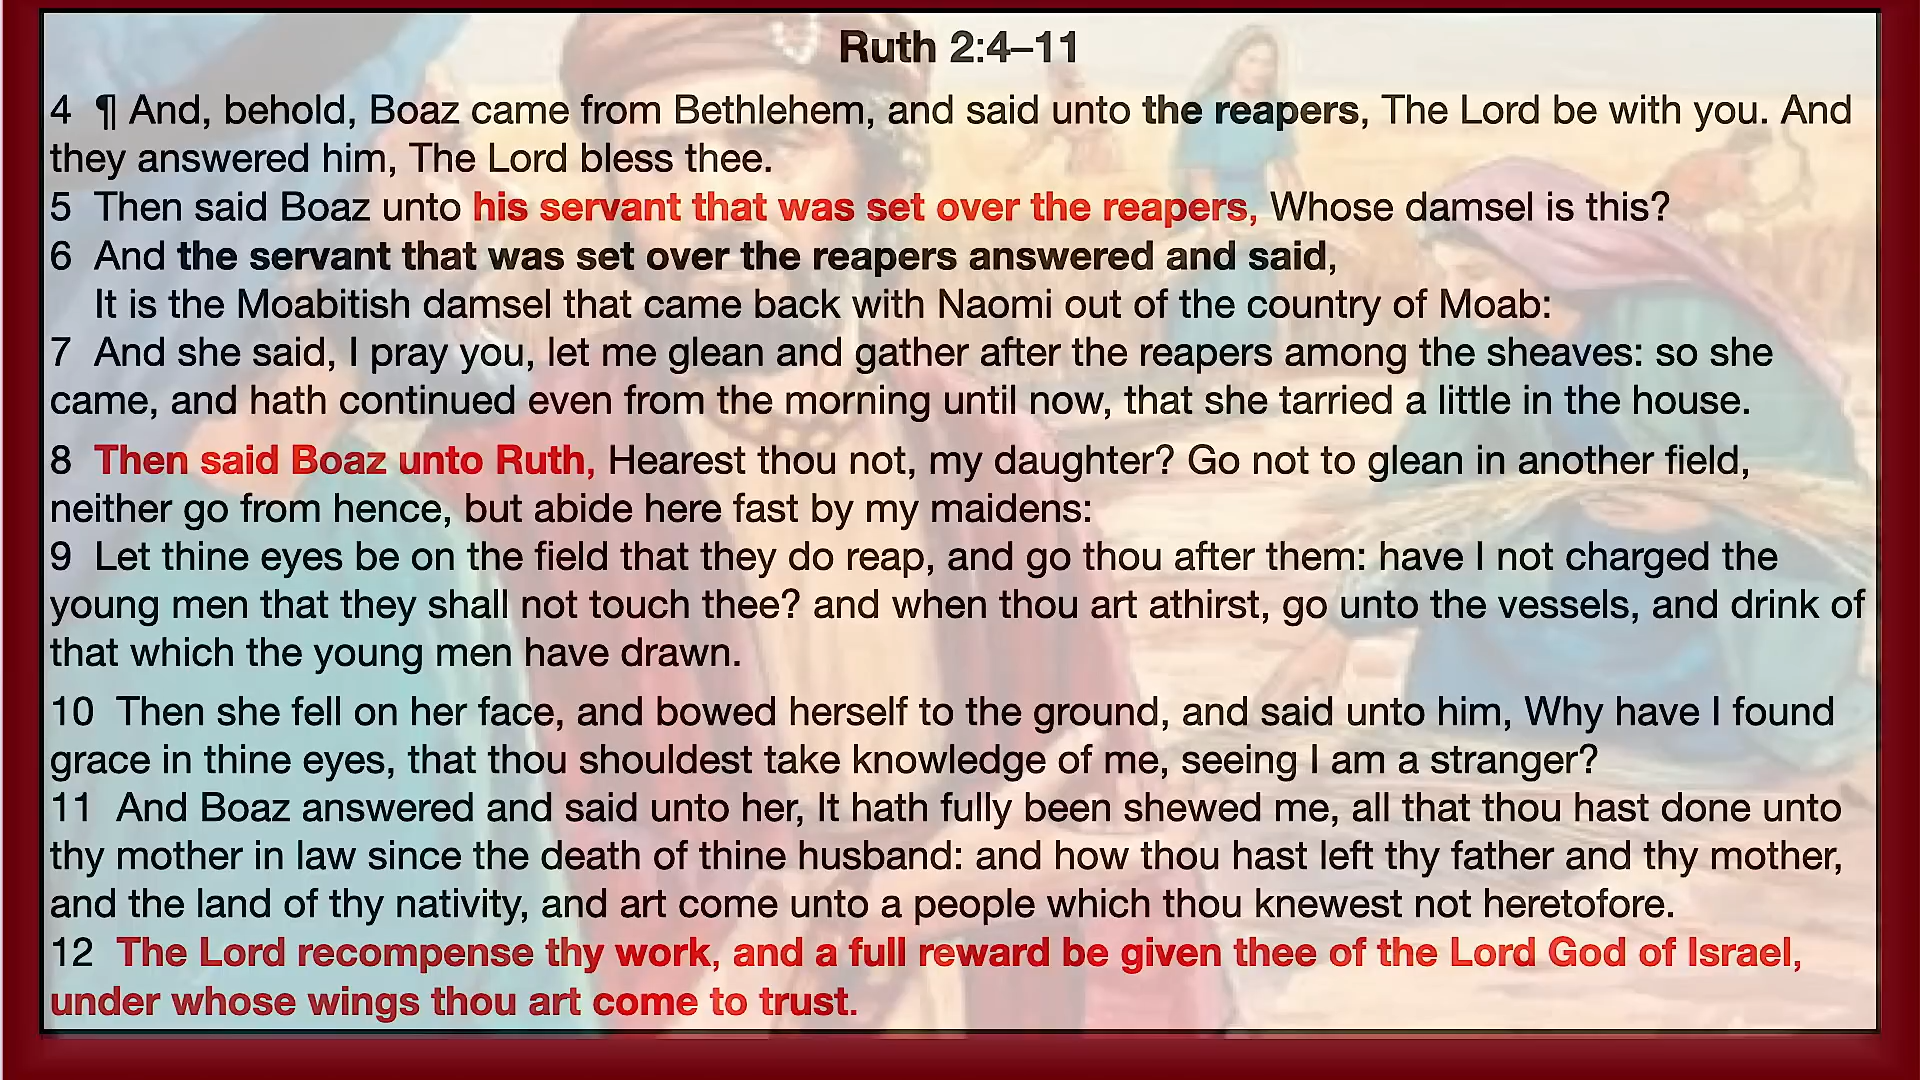 Ruth 2:4–11
4 ¶ And, behold, Boaz came from Bethlehem, and said unto the reapers, The Lord be with you. And
they answered him, The Lord bless thee.
5 Then said Boaz unto his servant that was set over the reapers, Whose damsel is this?
6 And the servant that was set over the reapers answered and said,
It is the Moabitish damsel that came back with Naomi out of the country of Moab:
7 And she said, I pray you, let me glean and gather after the reapers among the sheaves: so she
came, and hath continued even from the morning until now, that she tarried a little in the house.
8 Then said Boaz unto Ruth, Hearest thou not, my daughter? Go not to glean in another field,
neither go from hence, but abide here fast by my maidens:
9 Let thine eyes be on the field that they do reap, and go thou after them: have I not charged the
young men that they shall not touch thee? and when thou art athirst, go unto the vessels, and drink of
that which the young men have drawn.
10 Then she fell on her face, and bowed herself to the ground, and said unto him, Why have I found
grace in thine eyes, that thou shouldest take knowledge of me, seeing I am a stranger?
11 And Boaz answered and said unto her, It hath fully been shewed me, all that thou hast done unto
thy mother in law since the death of thine husband: and how thou hast left thy father and thy mother,
and the land of thy nativity, and art come unto a people which thou knewest not heretofore.
12 The Lord recompense thy work, and a full reward be given thee of the Lord God of Israel,
under whose wings thou art come to trust.